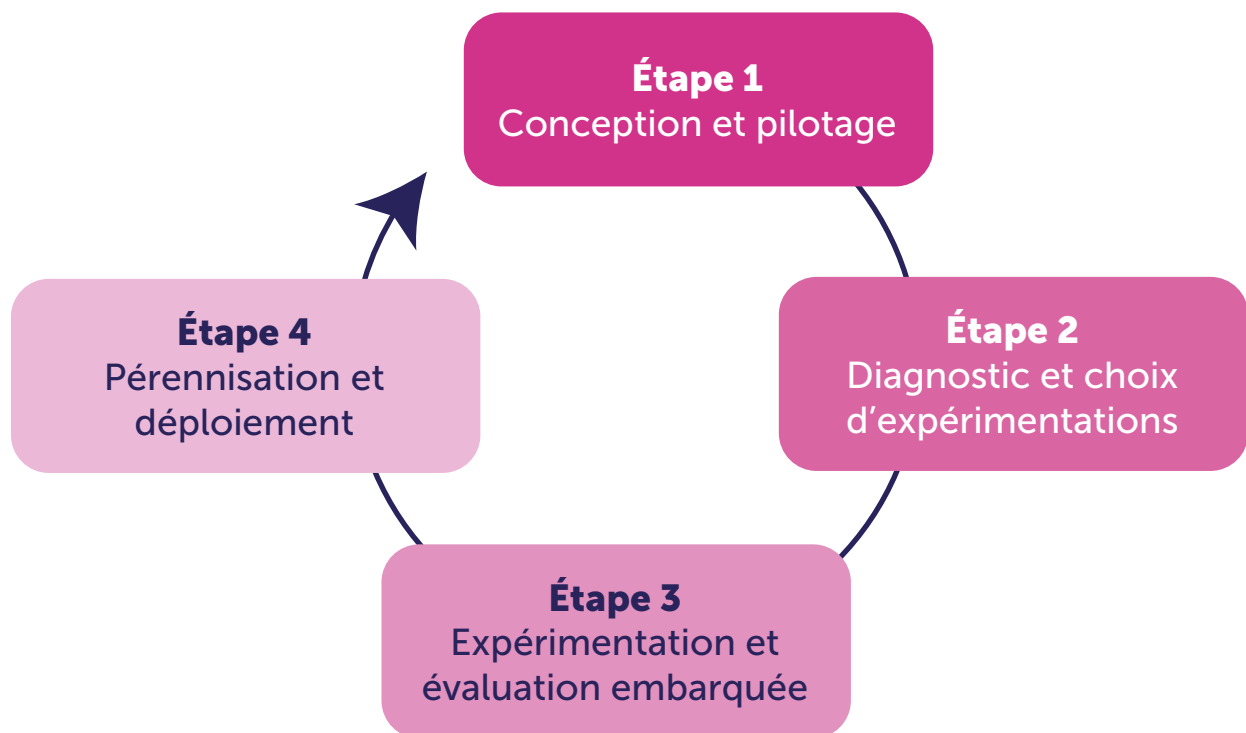 Étape 1
Conception et pilotage
Étape 2
Diagnostic et choix
d’expérimentations
Étape 3
Expérimentation et
évaluation embarquée
Étape 4
Pérennisation et
déploiement